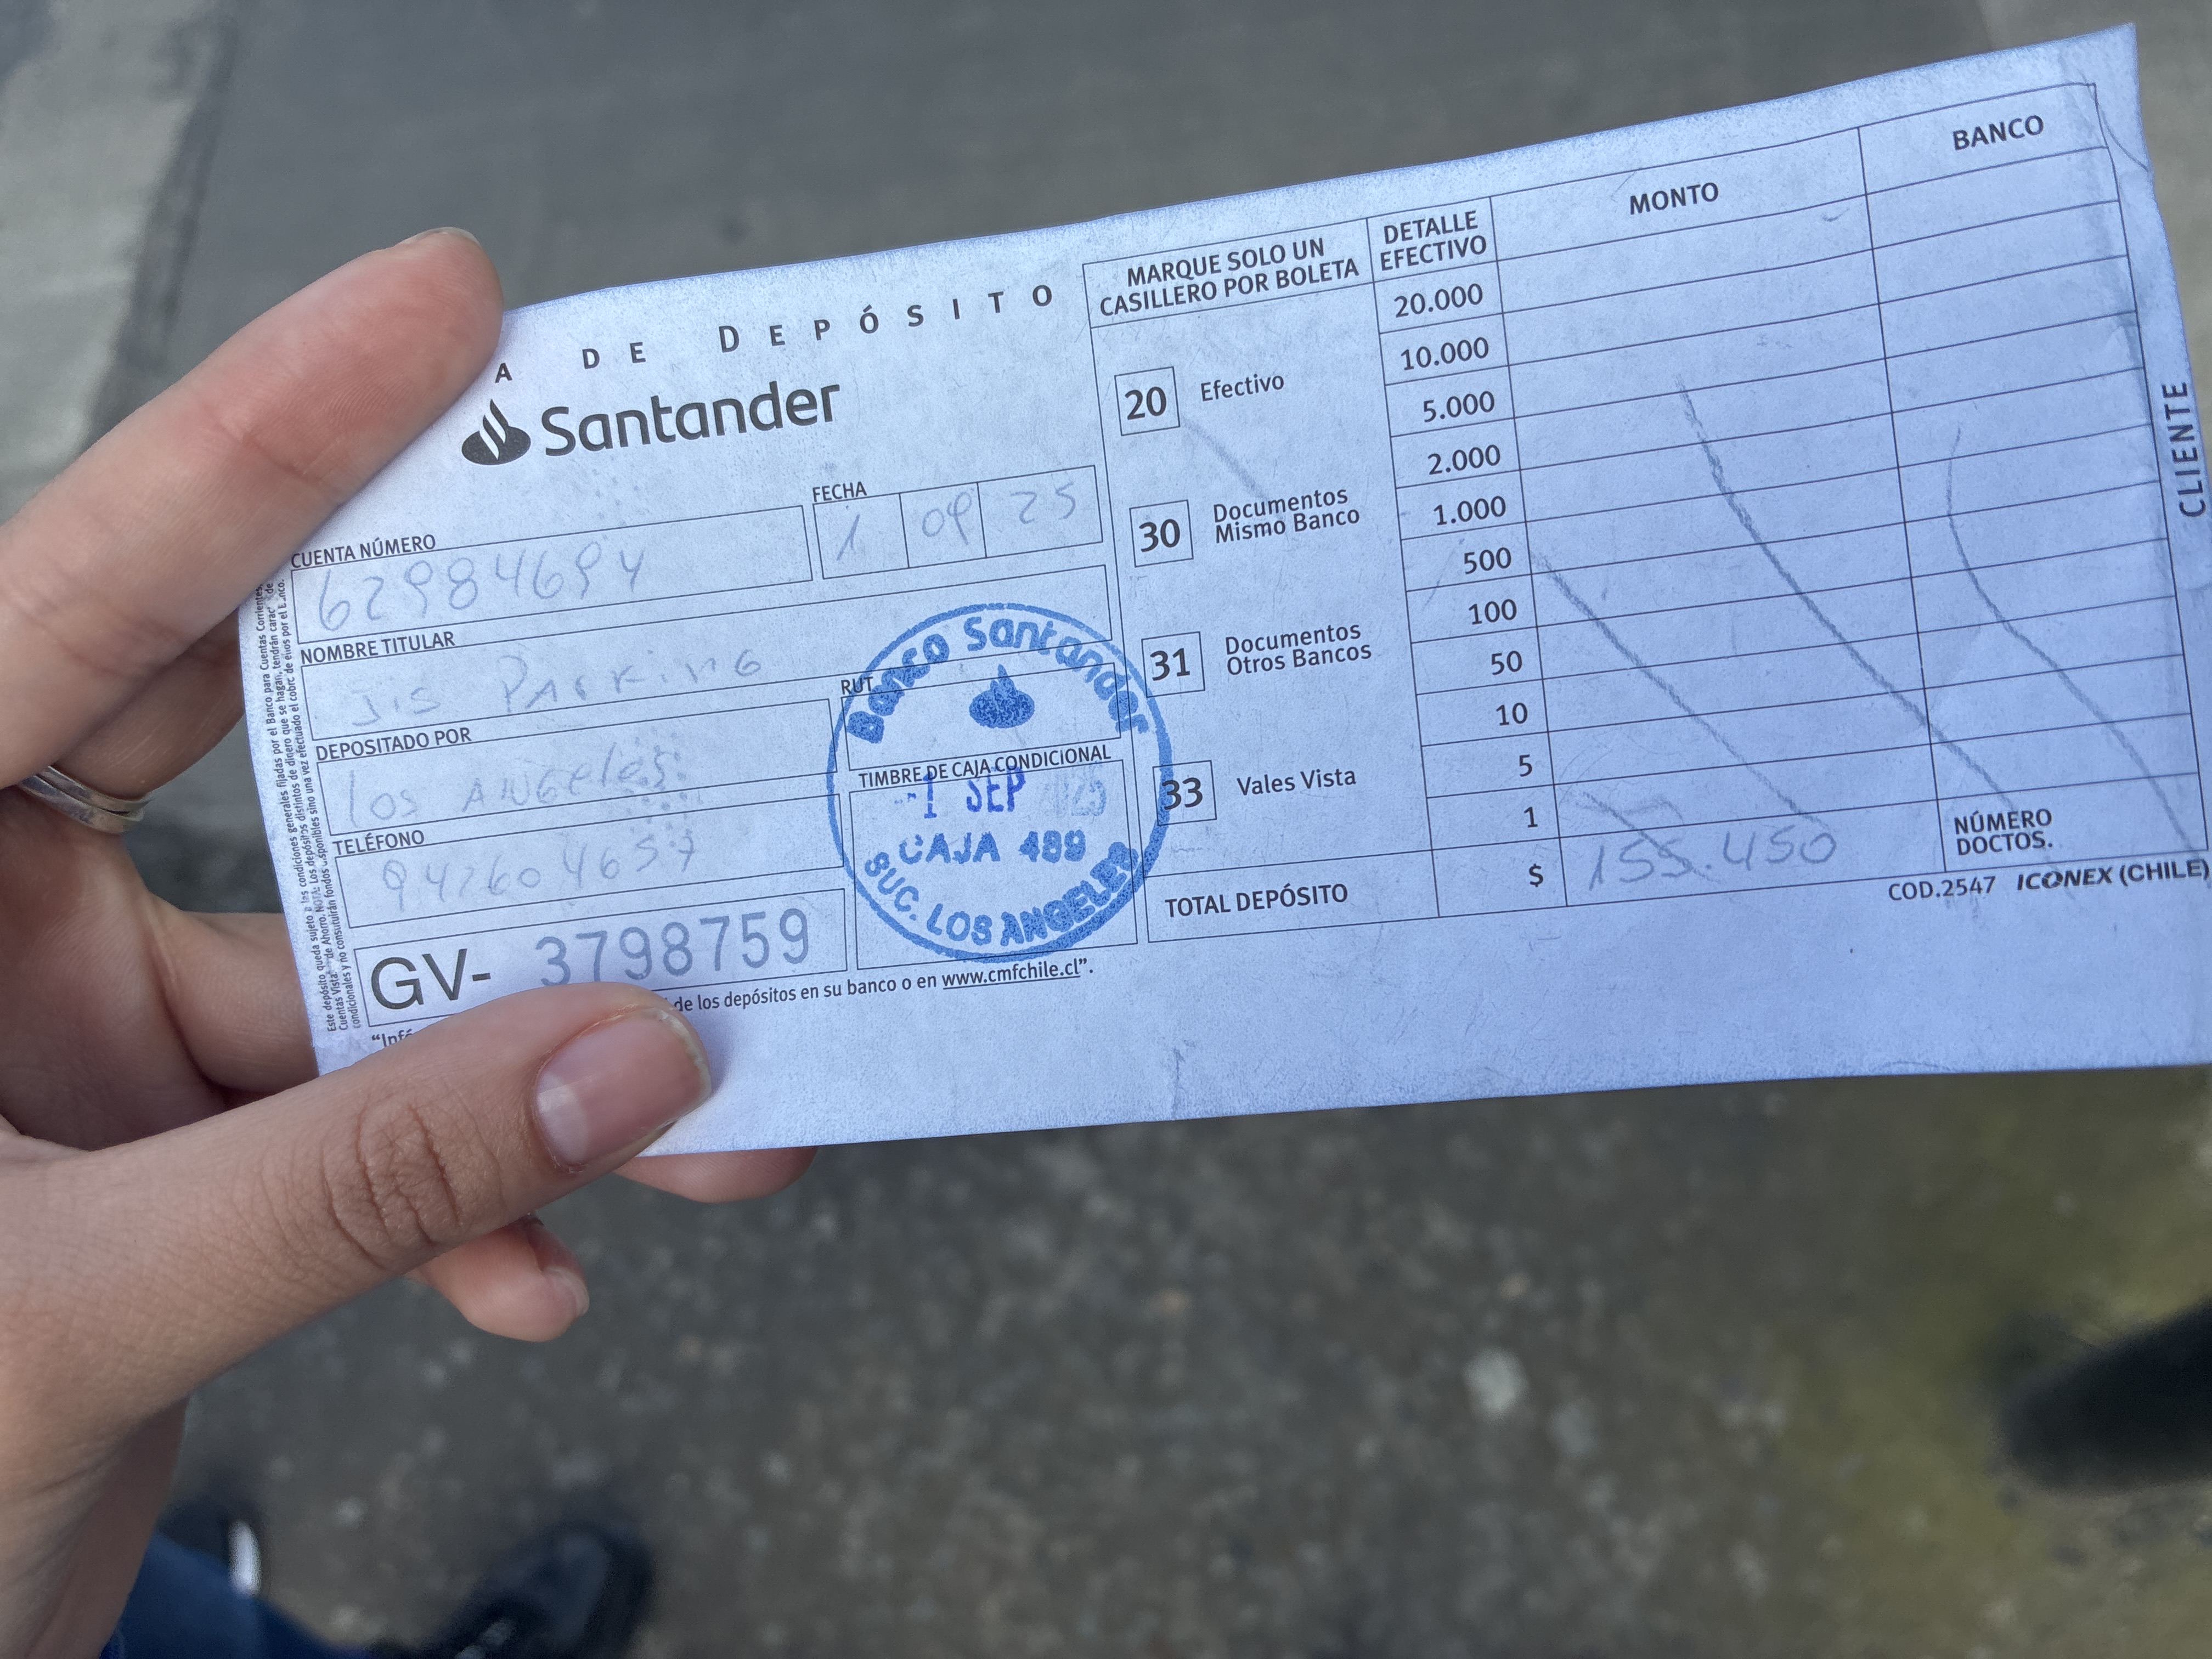 A DE DEPÓSITO
Santander
CUENTA NÚMERO
62984694
FECHA
1 09 25
NOMBRE TITULAR
JIS PARKING
DEPOSITADO POR
Los ANGeles
RUT
TELÉFONO
942604657
TIMBRE DE CAJA CONDICIONAL
Banco Santander
-1 SEP
CAJA 489
SUC. LOS ANGELES
GV- 3798759
"Infó
de los depósitos en su banco o en www.cmfchile.cl".
MARQUE SOLO UN
CASILLERO POR BOLETA
20 Efectivo
30 Documentos
Mismo Banco
31 Documentos
Otros Bancos
33 Vales Vista
DETALLE
EFECTIVO
MONTO
BANCO
20.000
10.000
5.000
2.000
1.000
500
100
50
10
5
1
TOTAL DEPÓSITO $ 155.450
NÚMERO
DOCTOS.
COD.2547 ICONEX (CHILE)
CLIENTE